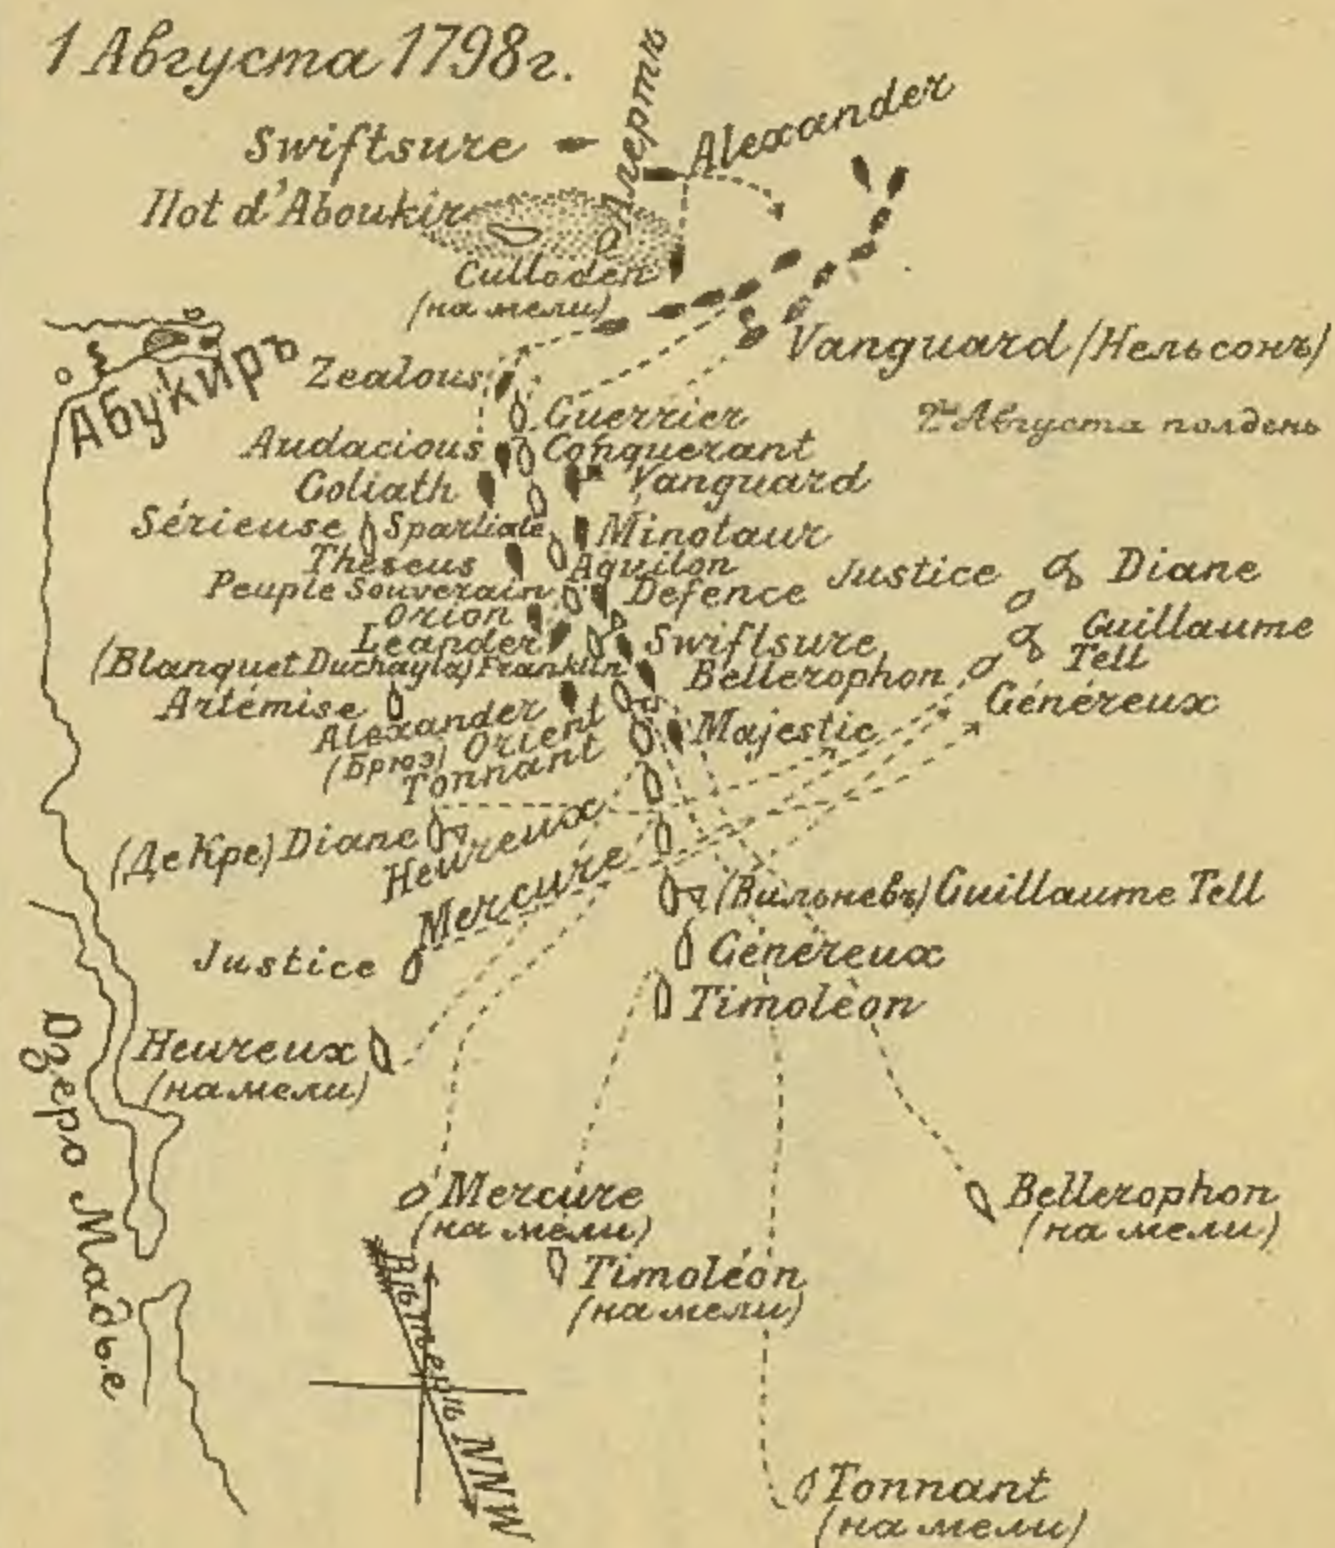 1 Августа 1798г.
Алертъ
Alexander
Swiftsure
Ilot d'Aboukir
Culloden
(на мели)
Абукиръ
Zealous
Vanguard (Нельсонъ)
Guerrier
2го Августа полдень
Audacious
Conquerant
Goliath
Vanguard
Sérieuse
Spartiate
Minotaur
Theseus
Aquilon
Justice
Diane
Peuple Souverain
Defence
Orion
Guillaume
Tell
Leander
Swiftsure
(Blanquet Duchayla) Franklin
Bellerophon
Artémise
Généreux
Alexander
Majestic
(Брюэ) Orient
Tonnant
(Де Кре) Diane
Heureux
Mercure
(Вильневъ) Guillaume Tell
Justice
Généreux
Timoléon
Heureux
(на мели)
Озеро Мадье
Mercure
(на мели)
Bellerophon
(на мели)
Timoléon
(на мели)
Вѣтеръ NNW
Tonnant
(на мели)